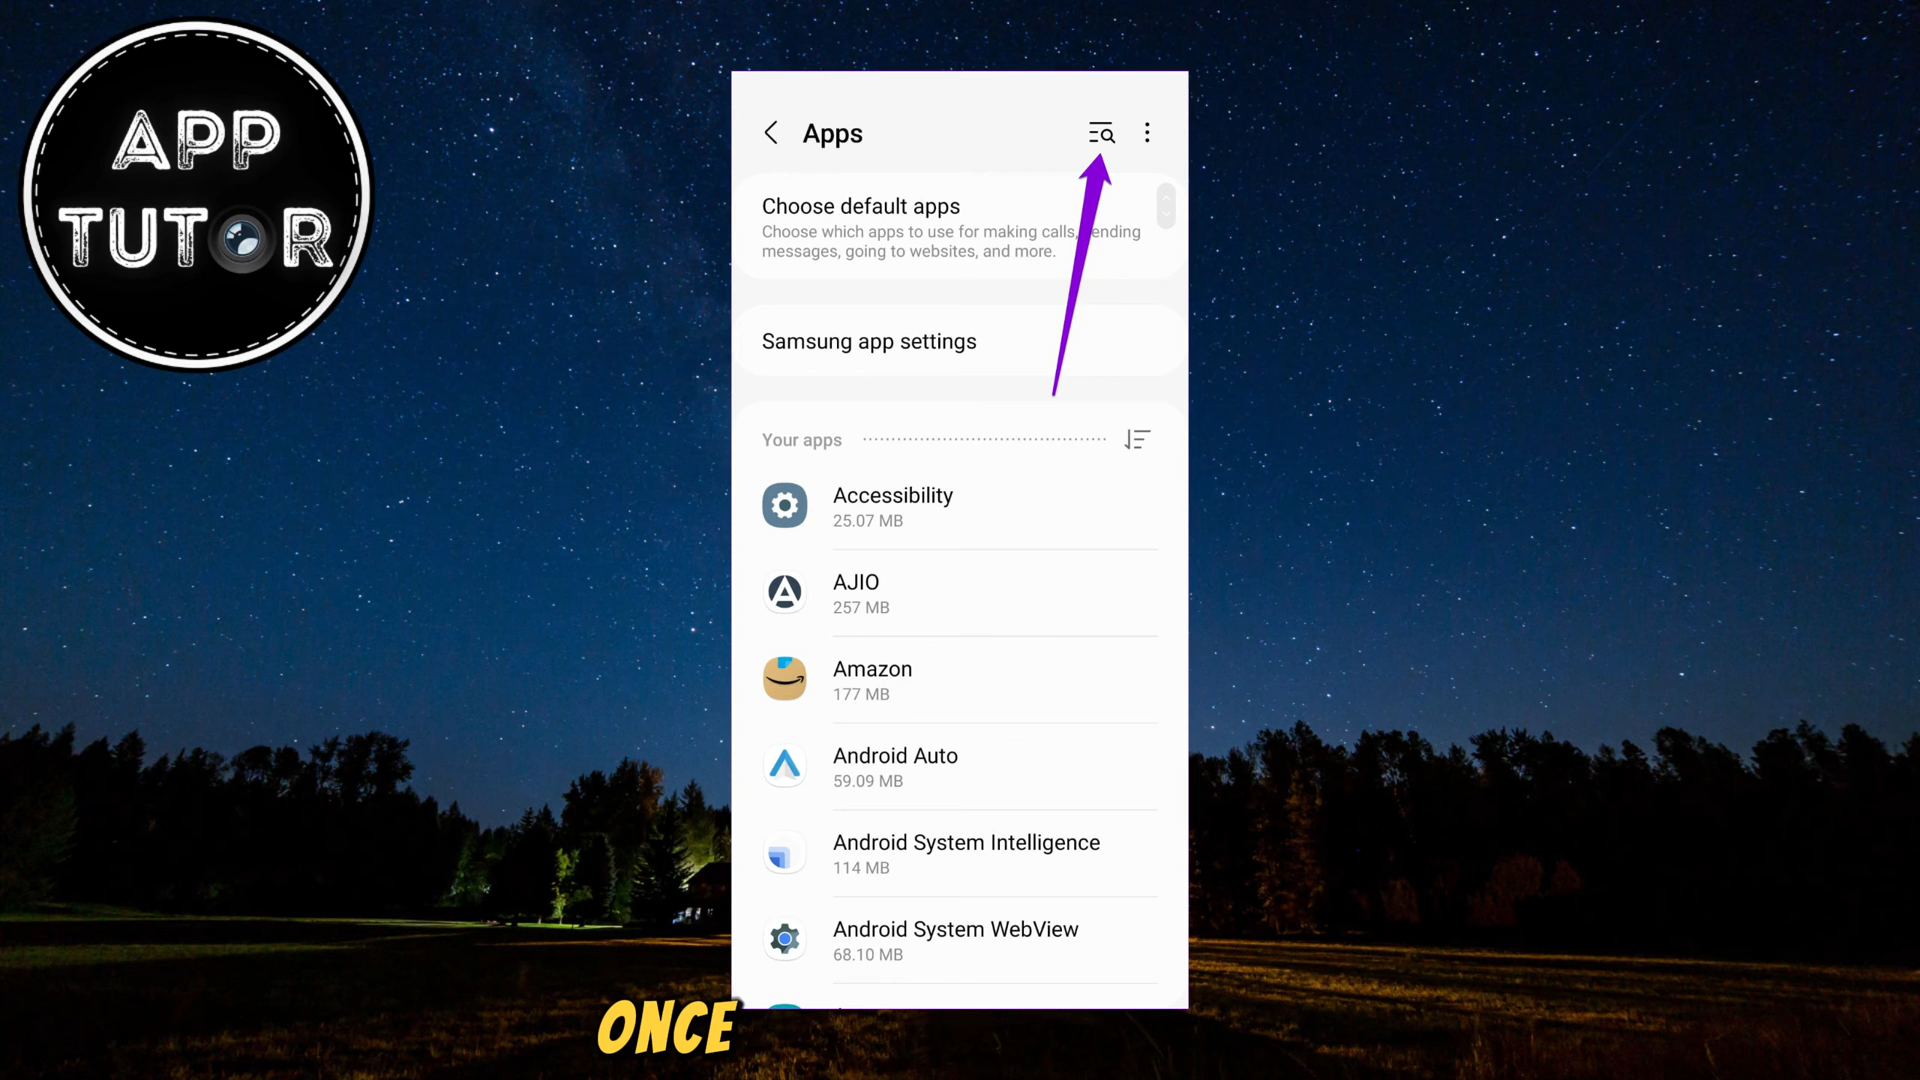 APP
TUTOR
Apps
Choose default apps
Choose which apps to use for making calls, ending
messages, going to websites, and more.
Samsung app settings
Your apps
Accessibility
25.07 MB
AJIO
257 MB
Amazon
177 MB
Android Auto
59.09 MB
Android System Intelligence
114 MB
Android System WebView
68.10 MB
ONCE